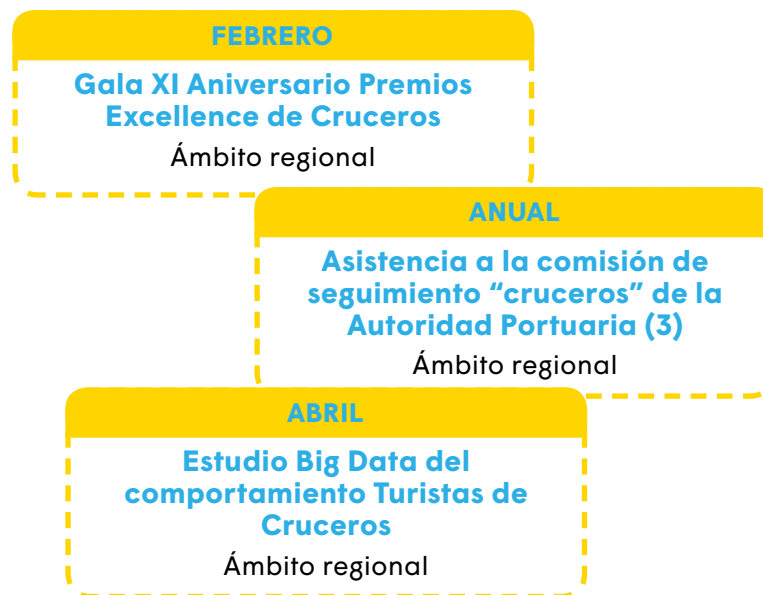 FEBRERO
Gala XI Aniversario Premios
Excellence de Cruceros
Ámbito regional
ANUAL
Asistencia a la comisión de
seguimiento “cruceros” de la
Autoridad Portuaria (3)
Ámbito regional
ABRIL
Estudio Big Data del
comportamiento Turistas de
Cruceros
Ámbito regional